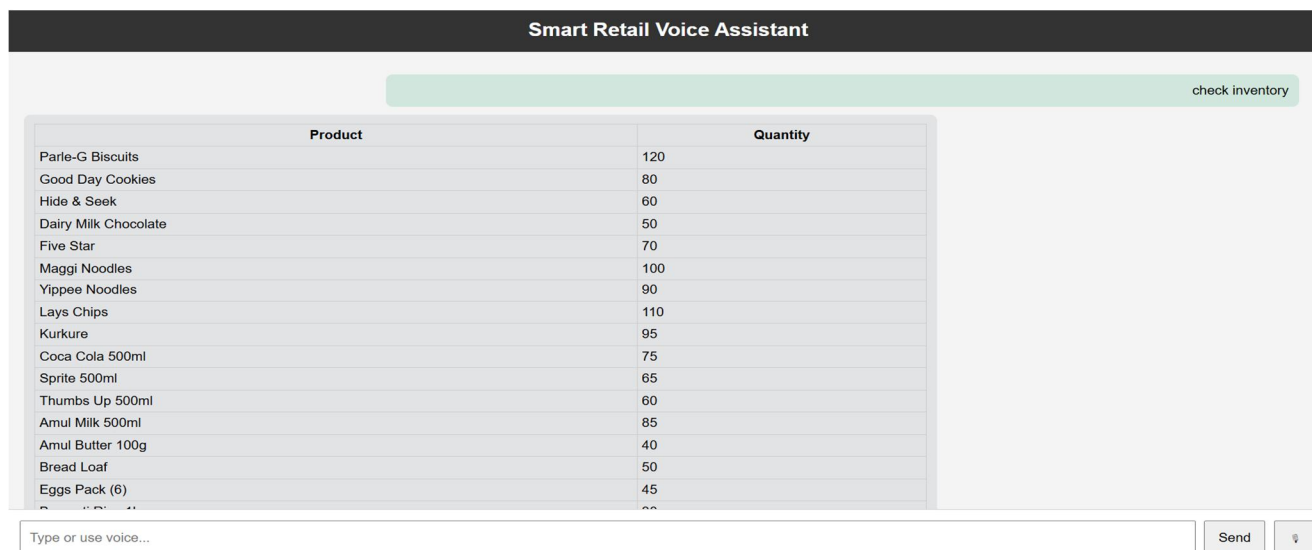 Smart Retail Voice Assistant
check inventory
Product Quantity
Parle-G Biscuits 120
Good Day Cookies 80
Hide & Seek 60
Dairy Milk Chocolate 50
Five Star 70
Maggi Noodles 100
Yippee Noodles 90
Lays Chips 110
Kurkure 95
Coca Cola 500ml 75
Sprite 500ml 65
Thumbs Up 500ml 60
Amul Milk 500ml 85
Amul Butter 100g 40
Bread Loaf 50
Eggs Pack (6) 45
Type or use voice... Send